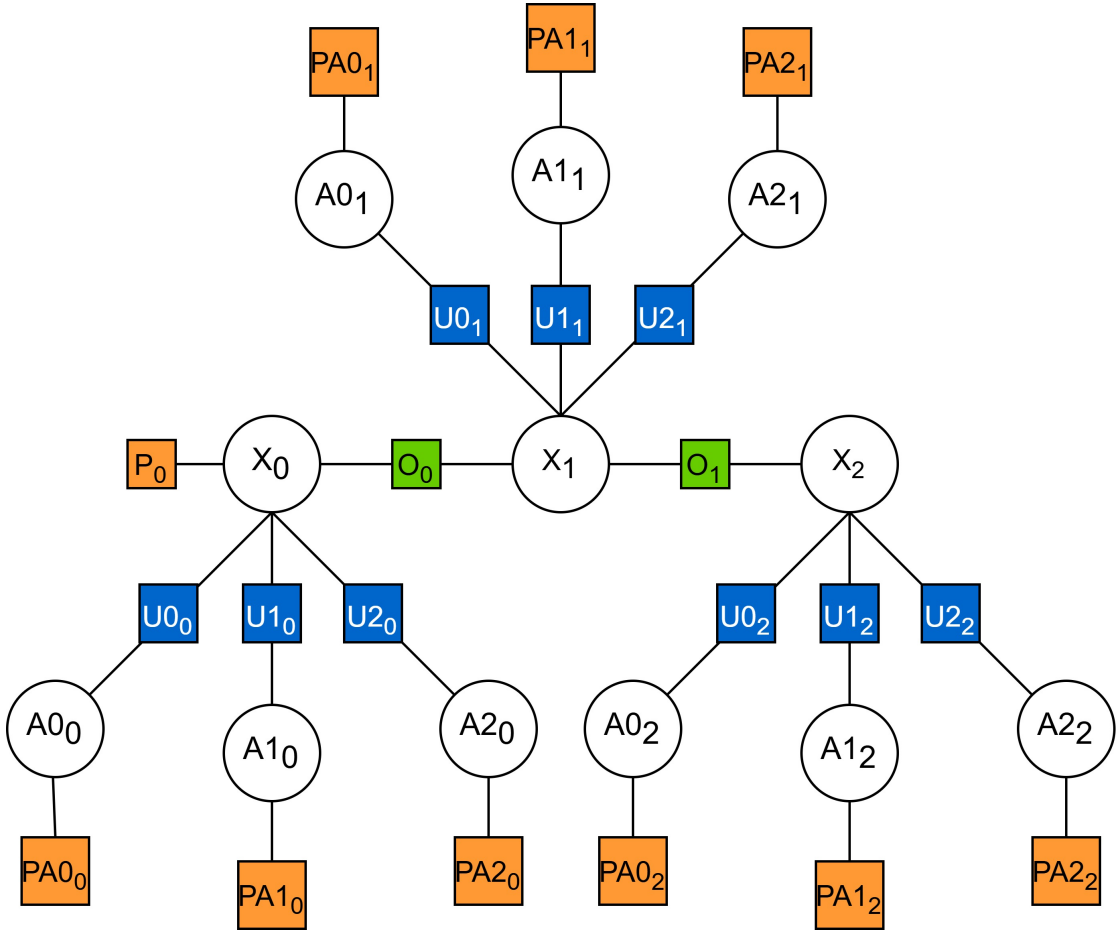 PA1₁
PA0₁
PA2₁
A1₁
A0₁
A2₁
U0₁
U1₁
U2₁
P₀
X₀
O₀
X₁
O₁
X₂
U0₀
U1₀
U2₀
U0₂
U1₂
U2₂
A0₀
A1₀
A2₀
A0₂
A1₂
A2₂
PA0₀
PA1₀
PA2₀
PA0₂
PA1₂
PA2₂